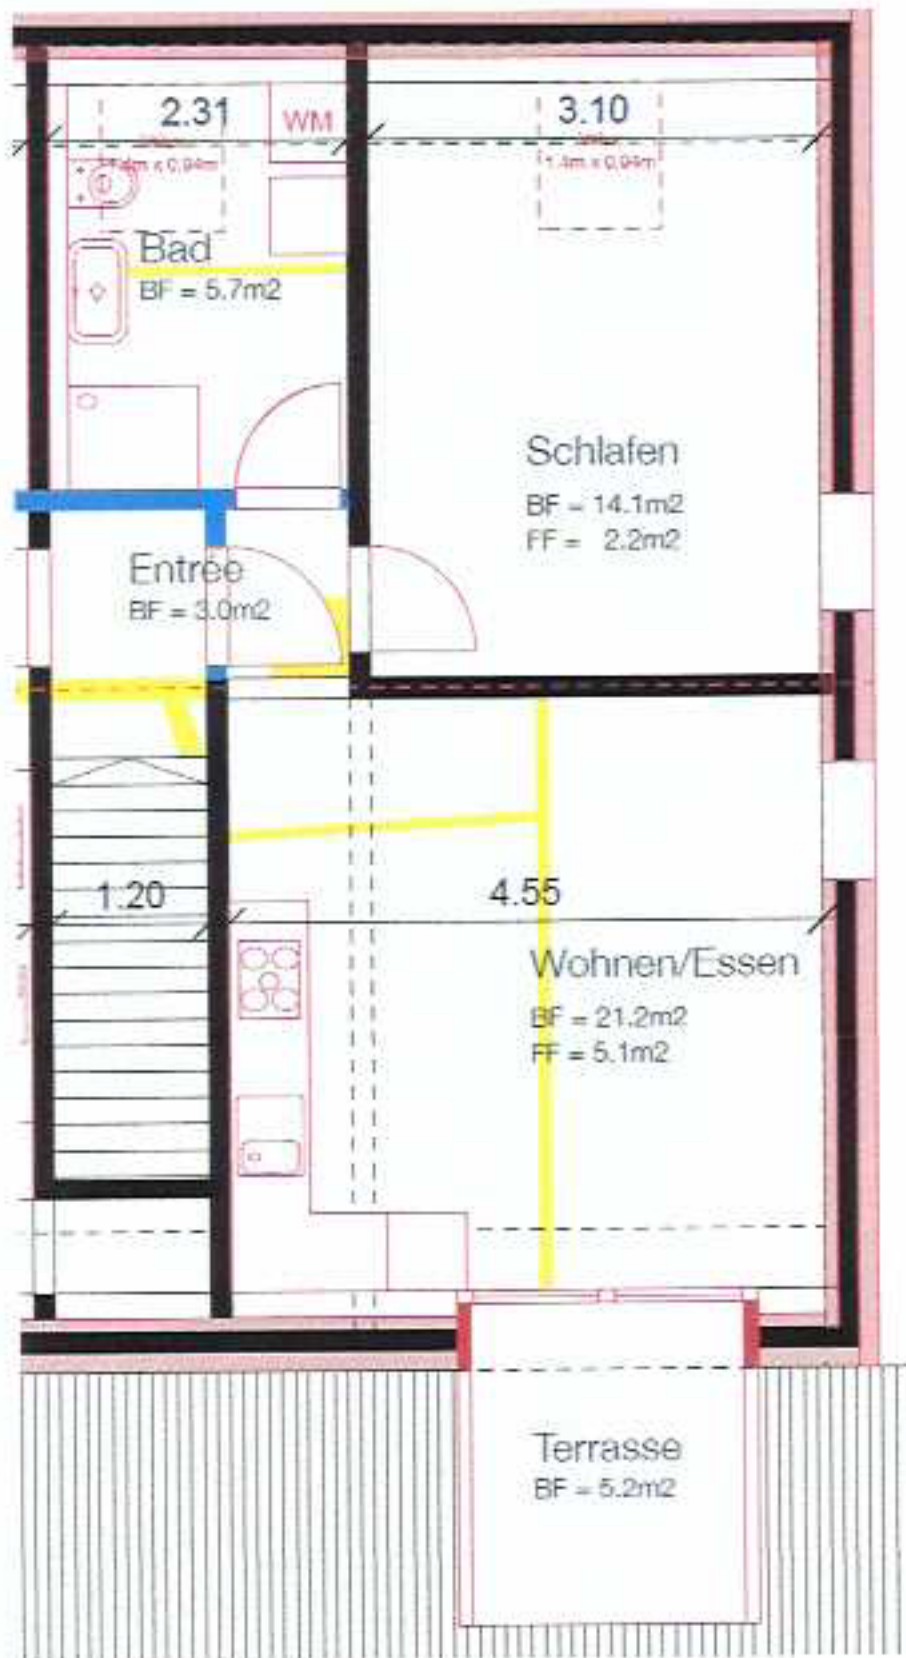 2.31
WM
3.10
1.4m x 0.94m
Bad
BF = 5.7m2
Schlafen
BF = 14.1m2
FF = 2.2m2
Entrée
BF = 3.0m2
1.20
4.55
Wohnen/Essen
BF = 21.2m2
FF = 5.1m2
Terrasse
BF = 5.2m2